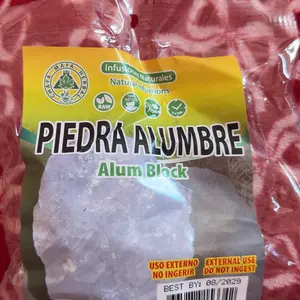 Infusiones Naturales
Natural Infusions
RAW
PIEDRA ALUMBRE
Alum Block
USO EXTERNO
NO INGERIR
EXTERNAL USE
DO NOT INGEST
BEST BY: 08/2028